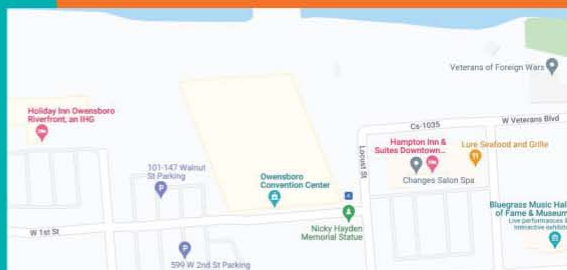 Veterans of Foreign Wars
Holiday Inn Owensboro
Riverfront, an IHG
Cs-1035
W Veterans Blvd
Hampton Inn &
Suites Downtown...
Lure Seafood and Grille
Locust St
101-147 Walnut
St Parking
P
Owensboro
Convention Center
Changes Salon Spa
Bluegrass Music Hal
of Fame & Museum
Live performances &
interactive exhibits
W 1st St
Nicky Hayden
Memorial Statue
P
599 W 2nd St Parking